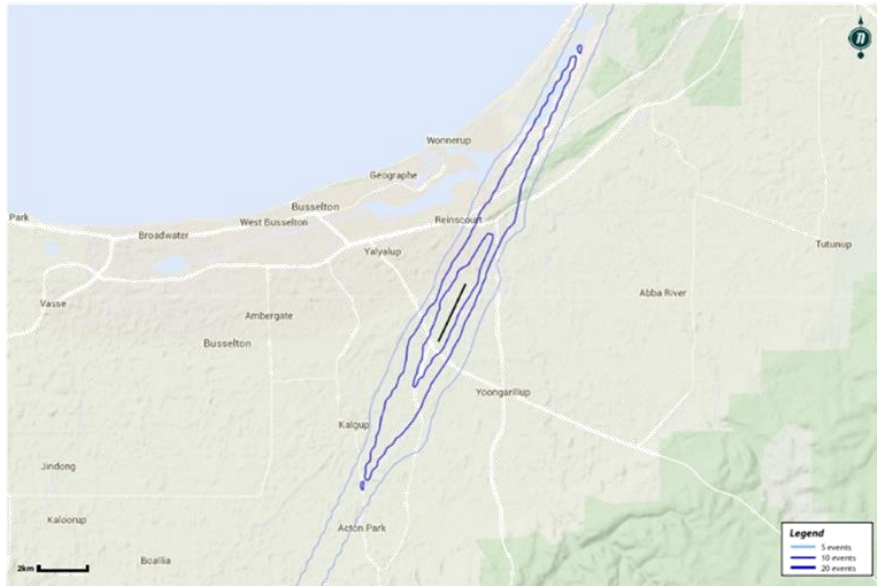 n
Wonnerup
Geographe
Busselton
Park
West Busselton
Reinscourt
Broadwater
Tutunup
Yalyalup
Abba River
Vasse
Ambergate
Busselton
Yoongarillup
Kalgup
Jindong
Kaloorup
Acton Park
Boallia
Legend
5 events
10 events
20 events
2km